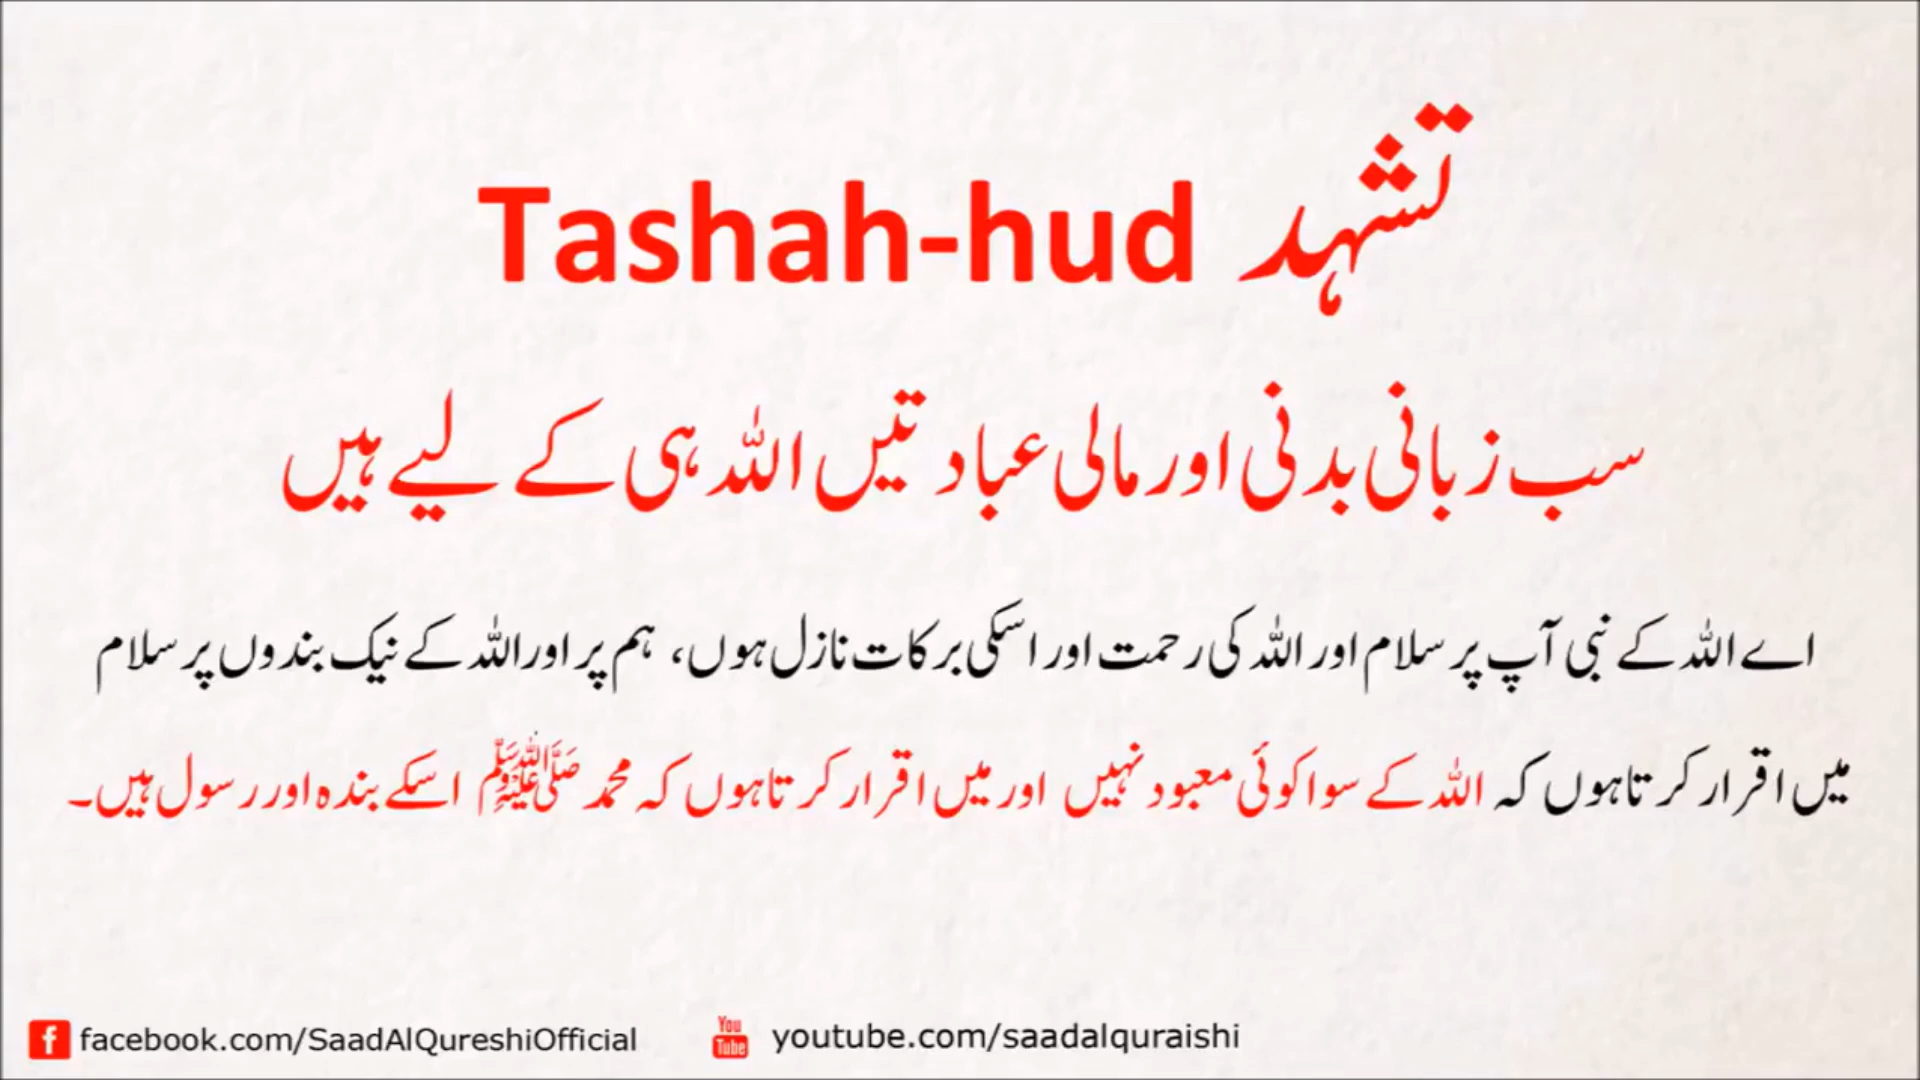 تشہد Tashah-hud
سب زبانی بدنی اور مالی عبادتیں اللہ ہی کے لیے ہیں
اے اللہ کے نبی آپ پر سلام اور اللہ کی رحمت اور اسکی برکات نازل ہوں، ہم پر اور اللہ کے نیک بندوں پر سلام
میں اقرار کرتا ہوں کہ اللہ کے سوا کوئی معبود نہیں اور میں اقرار کرتا ہوں کہ محمد ﷺ اسکے بندہ اور رسول ہیں۔
f facebook.com/SaadAlQureshiOfficial You Tube youtube.com/saadalquraishi